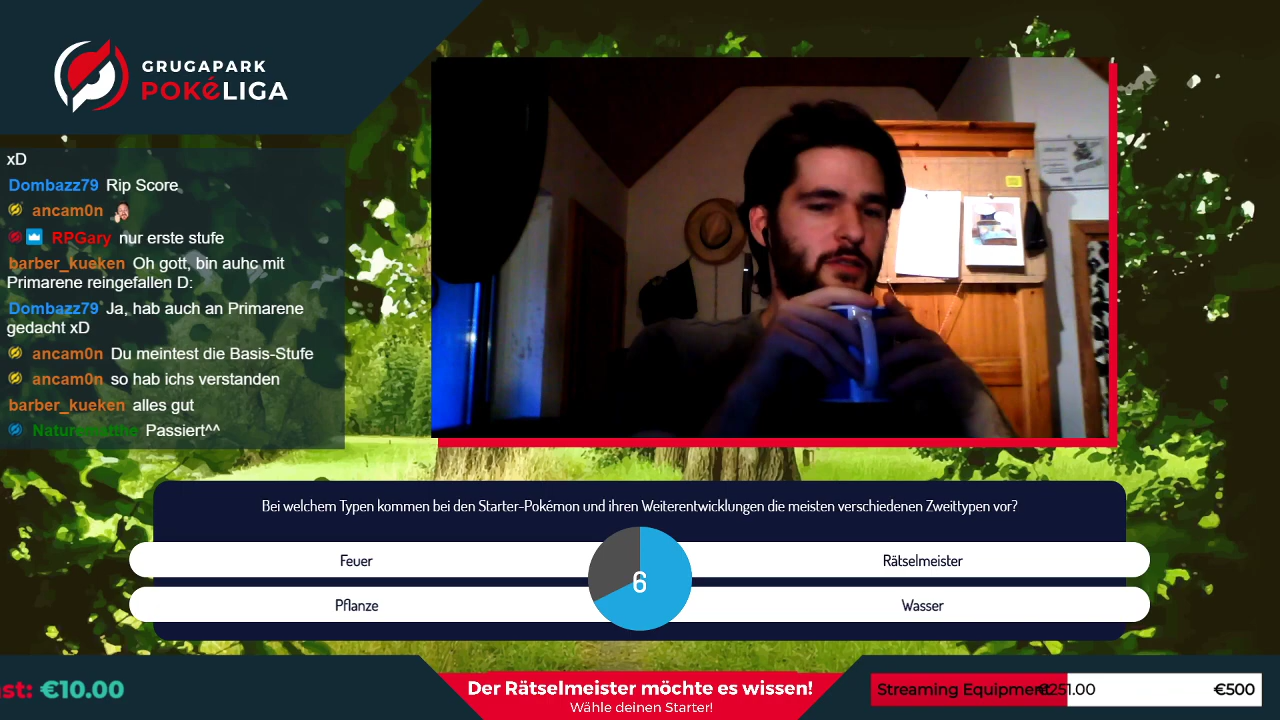 GRUGAPARK
POKéLIGA
xD
Dombazz79 Rip Score
ancam0n
RPGary nur erste stufe
barber_kueken Oh gott, bin auhc mit
Primarene reingefallen D:
Dombazz79 Ja, hab auch an Primarene
gedacht xD
ancam0n Du meintest die Basis-Stufe
ancam0n so hab ichs verstanden
barber_kueken alles gut
Passiert^^
Bei welchem Typen kommen bei den Starter-Pokémon und ihren Weiterentwicklungen die meisten verschiedenen Zweittypen vor?
Feuer
Rätselmeister
6
Pflanze
Wasser
st: €10.00
Der Rätselmeister möchte es wissen!
Wähle deinen Starter!
Streaming Equipment €251.00 €500